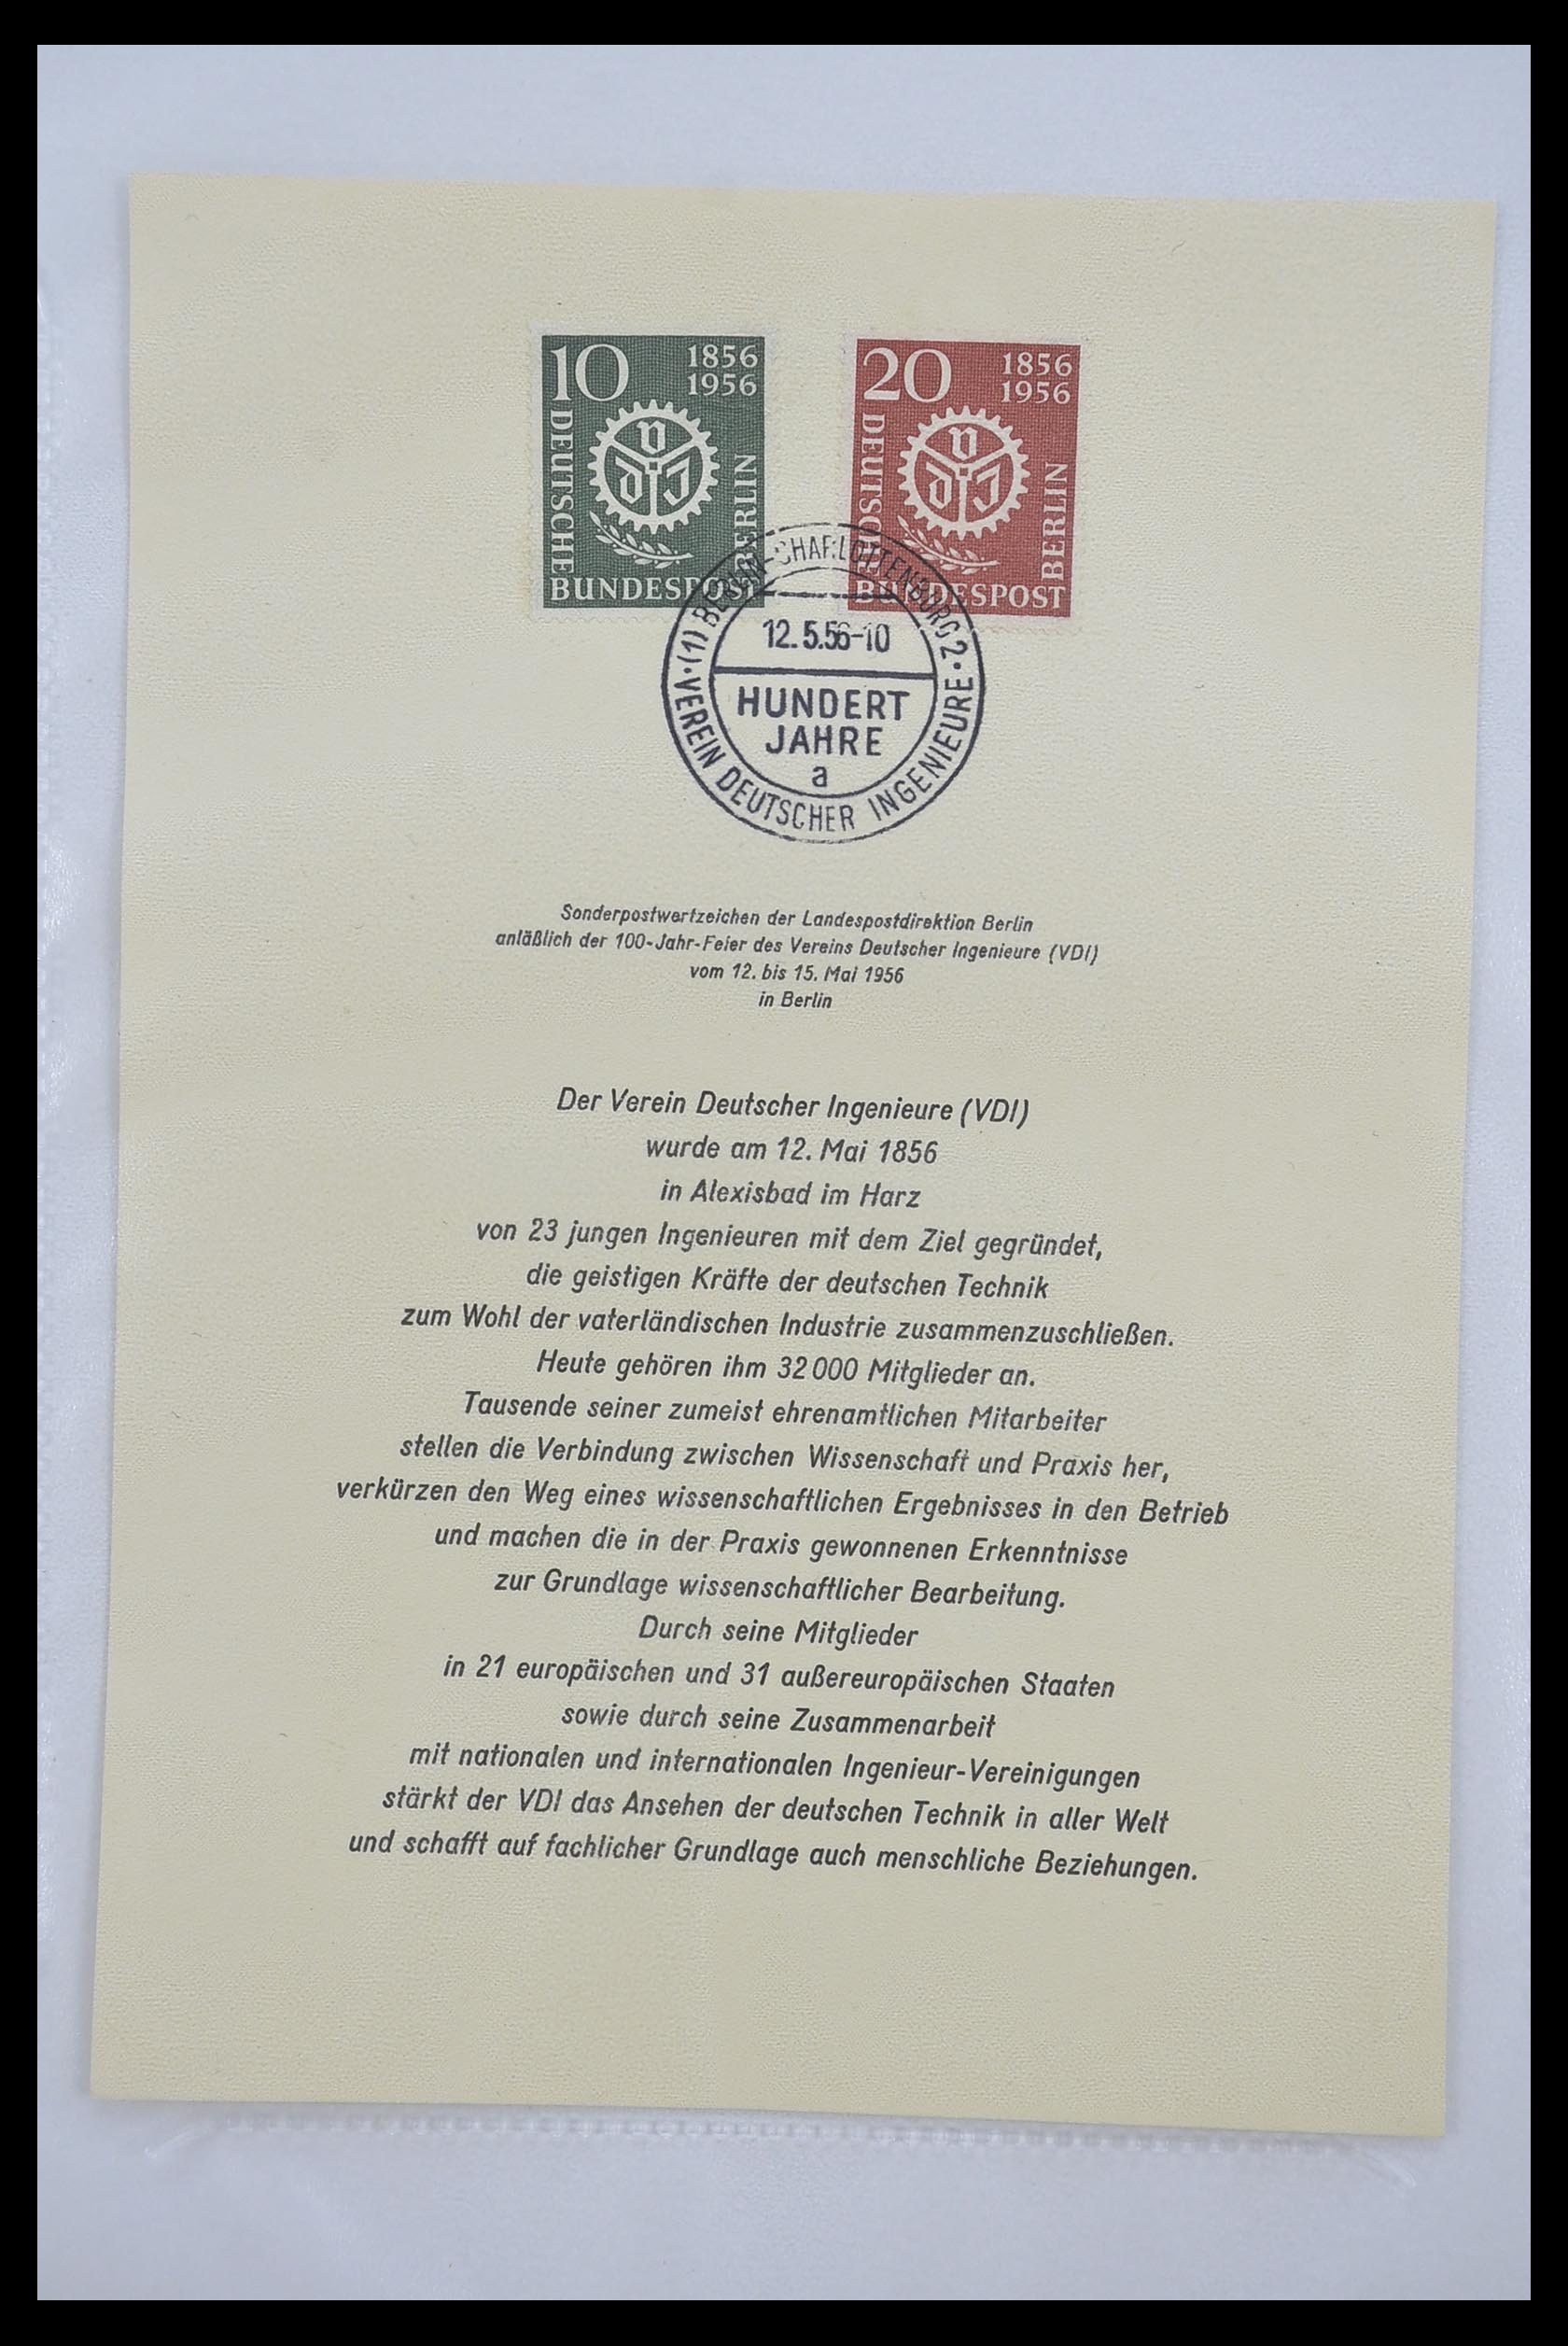 10 1856
1956
DEUTSCHE
BERLIN
BUNDESPOST
VDI
20 1856
1956
DEUTSCHE
BERLIN
BUNDESPOST
VDI
(1) BERLIN-CHARLOTTENBURG 2
12.5.56-10
HUNDERT
JAHRE
a
VEREIN DEUTSCHER INGENIEURE
Sonderpostwertzeichen der Landespostdirektion Berlin
anläßlich der 100-Jahr-Feier des Vereins Deutscher Ingenieure (VDI)
vom 12. bis 15. Mai 1956
in Berlin
Der Verein Deutscher Ingenieure (VDI)
wurde am 12. Mai 1856
in Alexisbad im Harz
von 23 jungen Ingenieuren mit dem Ziel gegründet,
die geistigen Kräfte der deutschen Technik
zum Wohl der vaterländischen Industrie zusammenzuschließen.
Heute gehören ihm 32 000 Mitglieder an.
Tausende seiner zumeist ehrenamtlichen Mitarbeiter
stellen die Verbindung zwischen Wissenschaft und Praxis her,
verkürzen den Weg eines wissenschaftlichen Ergebnisses in den Betrieb
und machen die in der Praxis gewonnenen Erkenntnisse
zur Grundlage wissenschaftlicher Bearbeitung.
Durch seine Mitglieder
in 21 europäischen und 31 außereuropäischen Staaten
sowie durch seine Zusammenarbeit
mit nationalen und internationalen Ingenieur-Vereinigungen
stärkt der VDI das Ansehen der deutschen Technik in aller Welt
und schafft auf fachlicher Grundlage auch menschliche Beziehungen.